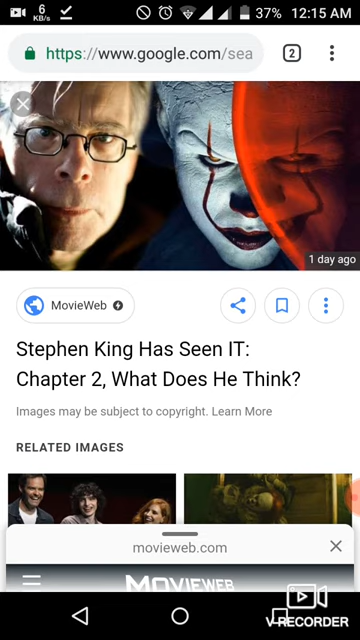 6
KB/s
37%
12:15 AM
https://www.google.com/sea
2
1 day ago
MovieWeb
Stephen King Has Seen IT:
Chapter 2, What Does He Think?
Images may be subject to copyright. Learn More
RELATED IMAGES
movieweb.com
MOVIEWEB
V-RECORDER